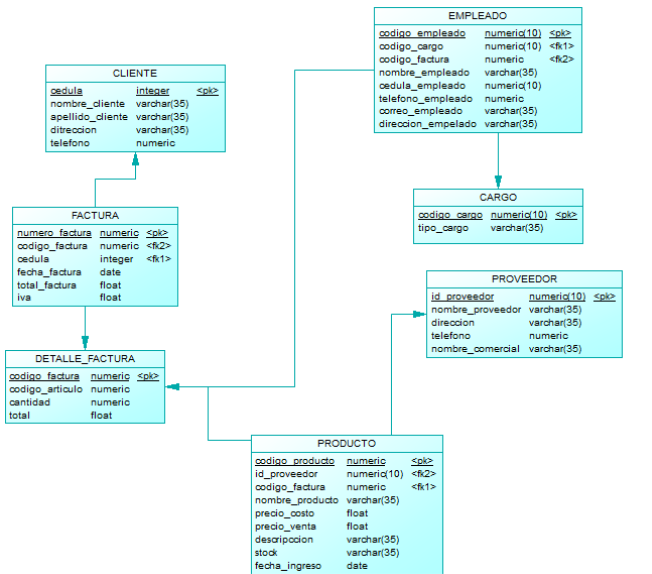 EMPLEADO
codigo_empleado numeric(10) <pk>
codigo_cargo numeric(10) <fk1>
codigo_factura numeric <fk2>
nombre_empleado varchar(35)
cedula_empleado numeric(10)
telefono_empleado numeric
correo_empleado varchar(35)
direccion_empelado varchar(35)
CLIENTE
cedula integer <pk>
nombre_cliente varchar(35)
apellido_cliente varchar(35)
ditreccion varchar(35)
telefono numeric
CARGO
codigo_cargo numeric(10) <pk>
tipo_cargo varchar(35)
FACTURA
numero_factura numeric <pk>
codigo_factura numeric <fk2>
cedula integer <fk1>
fecha_factura date
total_factura float
iva float
PROVEEDOR
id_proveedor numeric(10) <pk>
nombre_proveedor varchar(35)
direccion varchar(35)
telefono numeric
nombre_comercial varchar(35)
DETALLE_FACTURA
codigo_factura numeric <pk>
codigo_articulo numeric
cantidad numeric
total float
PRODUCTO
codigo_producto numeric <pk>
id_proveedor numeric(10) <fk2>
codigo_factura numeric <fk1>
nombre_producto varchar(35)
precio_costo float
precio_venta float
descripccion varchar(35)
stock varchar(35)
fecha_ingreso date